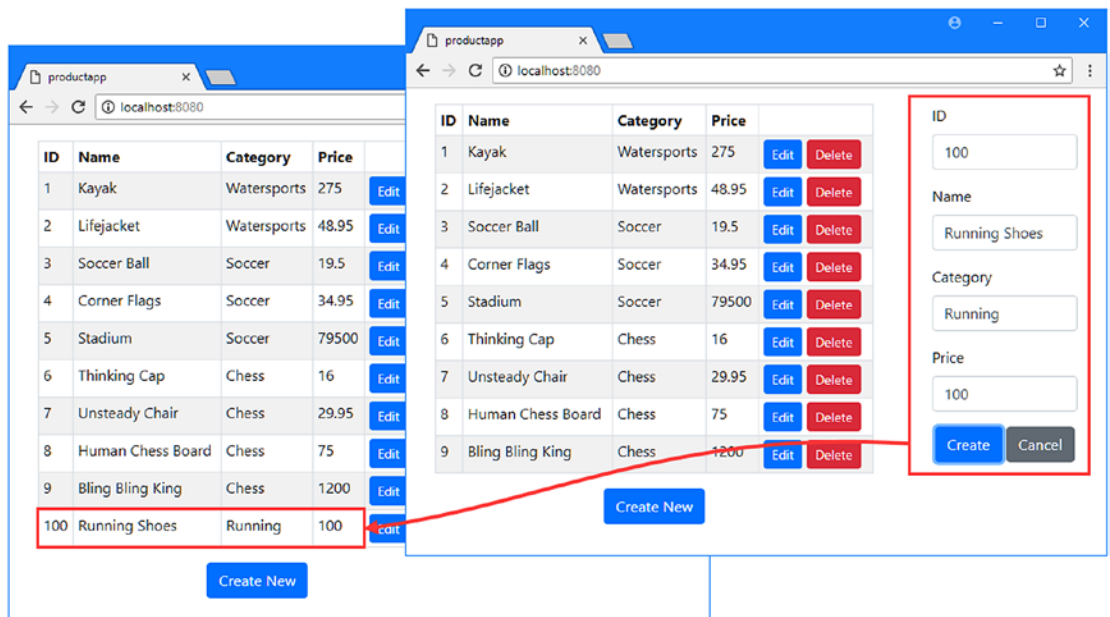 productapp
localhost:8080
ID Name Category Price
1 Kayak Watersports 275 Edit
2 Lifejacket Watersports 48.95 Edit
3 Soccer Ball Soccer 19.5 Edit
4 Corner Flags Soccer 34.95 Edit
5 Stadium Soccer 79500 Edit
6 Thinking Cap Chess 16 Edit
7 Unsteady Chair Chess 29.95 Edit
8 Human Chess Board Chess 75 Edit
9 Bling Bling King Chess 1200 Edit
100 Running Shoes Running 100 Edit
Create New
productapp
localhost:8080
ID Name Category Price
1 Kayak Watersports 275 Edit Delete
2 Lifejacket Watersports 48.95 Edit Delete
3 Soccer Ball Soccer 19.5 Edit Delete
4 Corner Flags Soccer 34.95 Edit Delete
5 Stadium Soccer 79500 Edit Delete
6 Thinking Cap Chess 16 Edit Delete
7 Unsteady Chair Chess 29.95 Edit Delete
8 Human Chess Board Chess 75 Edit Delete
9 Bling Bling King Chess 1200 Edit Delete
Create New
ID
100
Name
Running Shoes
Category
Running
Price
100
Create Cancel